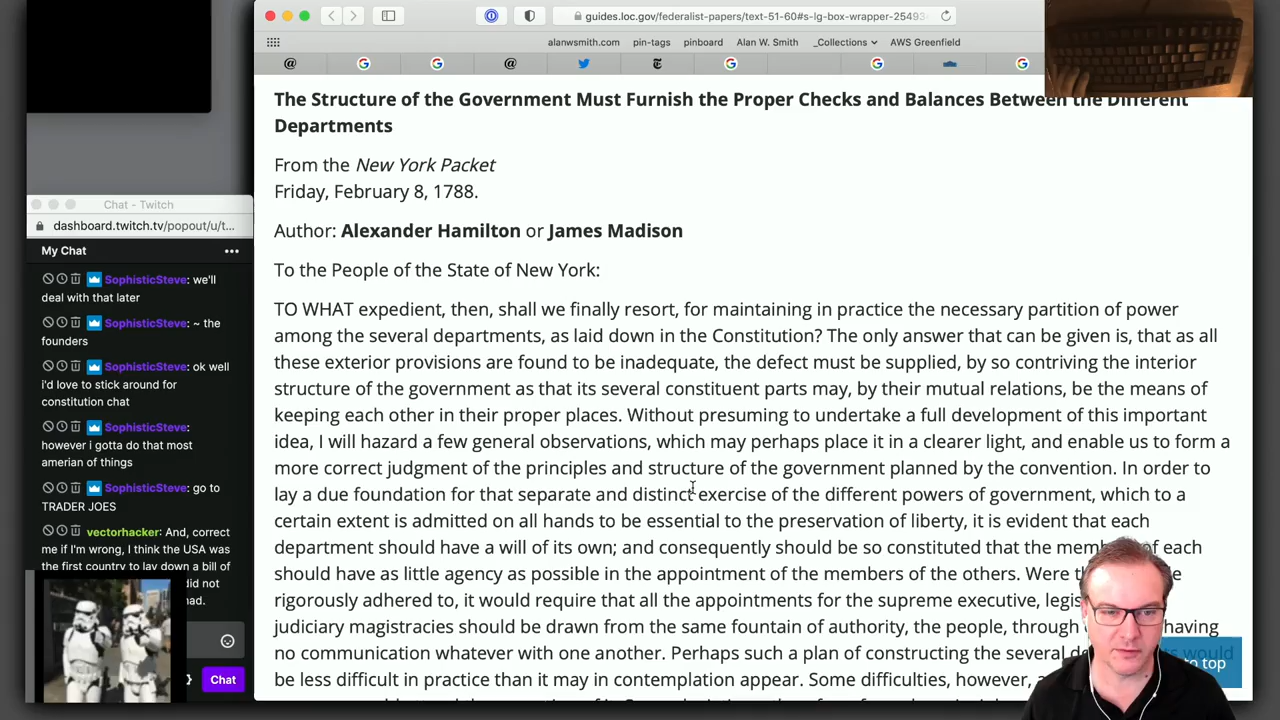 guides.loc.gov/federalist-papers/text-51-60#s-lg-box-wrapper-25493
alanwsmith.com pin-tags pinboard Alan W. Smith _Collections AWS Greenfield
The Structure of the Government Must Furnish the Proper Checks and Balances Between the Different
Departments
From the New York Packet
Friday, February 8, 1788.
Author: Alexander Hamilton or James Madison
To the People of the State of New York:
TO WHAT expedient, then, shall we finally resort, for maintaining in practice the necessary partition of power
among the several departments, as laid down in the Constitution? The only answer that can be given is, that as all
these exterior provisions are found to be inadequate, the defect must be supplied, by so contriving the interior
structure of the government as that its several constituent parts may, by their mutual relations, be the means of
keeping each other in their proper places. Without presuming to undertake a full development of this important
idea, I will hazard a few general observations, which may perhaps place it in a clearer light, and enable us to form a
more correct judgment of the principles and structure of the government planned by the convention. In order to
lay a due foundation for that separate and distinct exercise of the different powers of government, which to a
certain extent is admitted on all hands to be essential to the preservation of liberty, it is evident that each
department should have a will of its own; and consequently should be so constituted that the of each
should have as little agency as possible in the appointment of the members of the others. Were
rigorously adhered to, it would require that all the appointments for the supreme executive,
judiciary magistracies should be drawn from the same fountain of authority, the people, through having
no communication whatever with one another. Perhaps such a plan of constructing the several would
be less difficult in practice than it may in contemplation appear. Some difficulties, however,
to top
Chat - Twitch
dashboard.twitch.tv/popout/u/t...
My Chat
SophisticSteve: we'll
deal with that later
SophisticSteve: ~ the
founders
SophisticSteve: ok well
i'd love to stick around for
constitution chat
SophisticSteve:
however i gotta do that most
amerian of things
SophisticSteve: go to
TRADER JOES
vectorhacker: And, correct
me if I'm wrong, I think the USA was
the first country to lay down a bill of
did not
had.
Chat